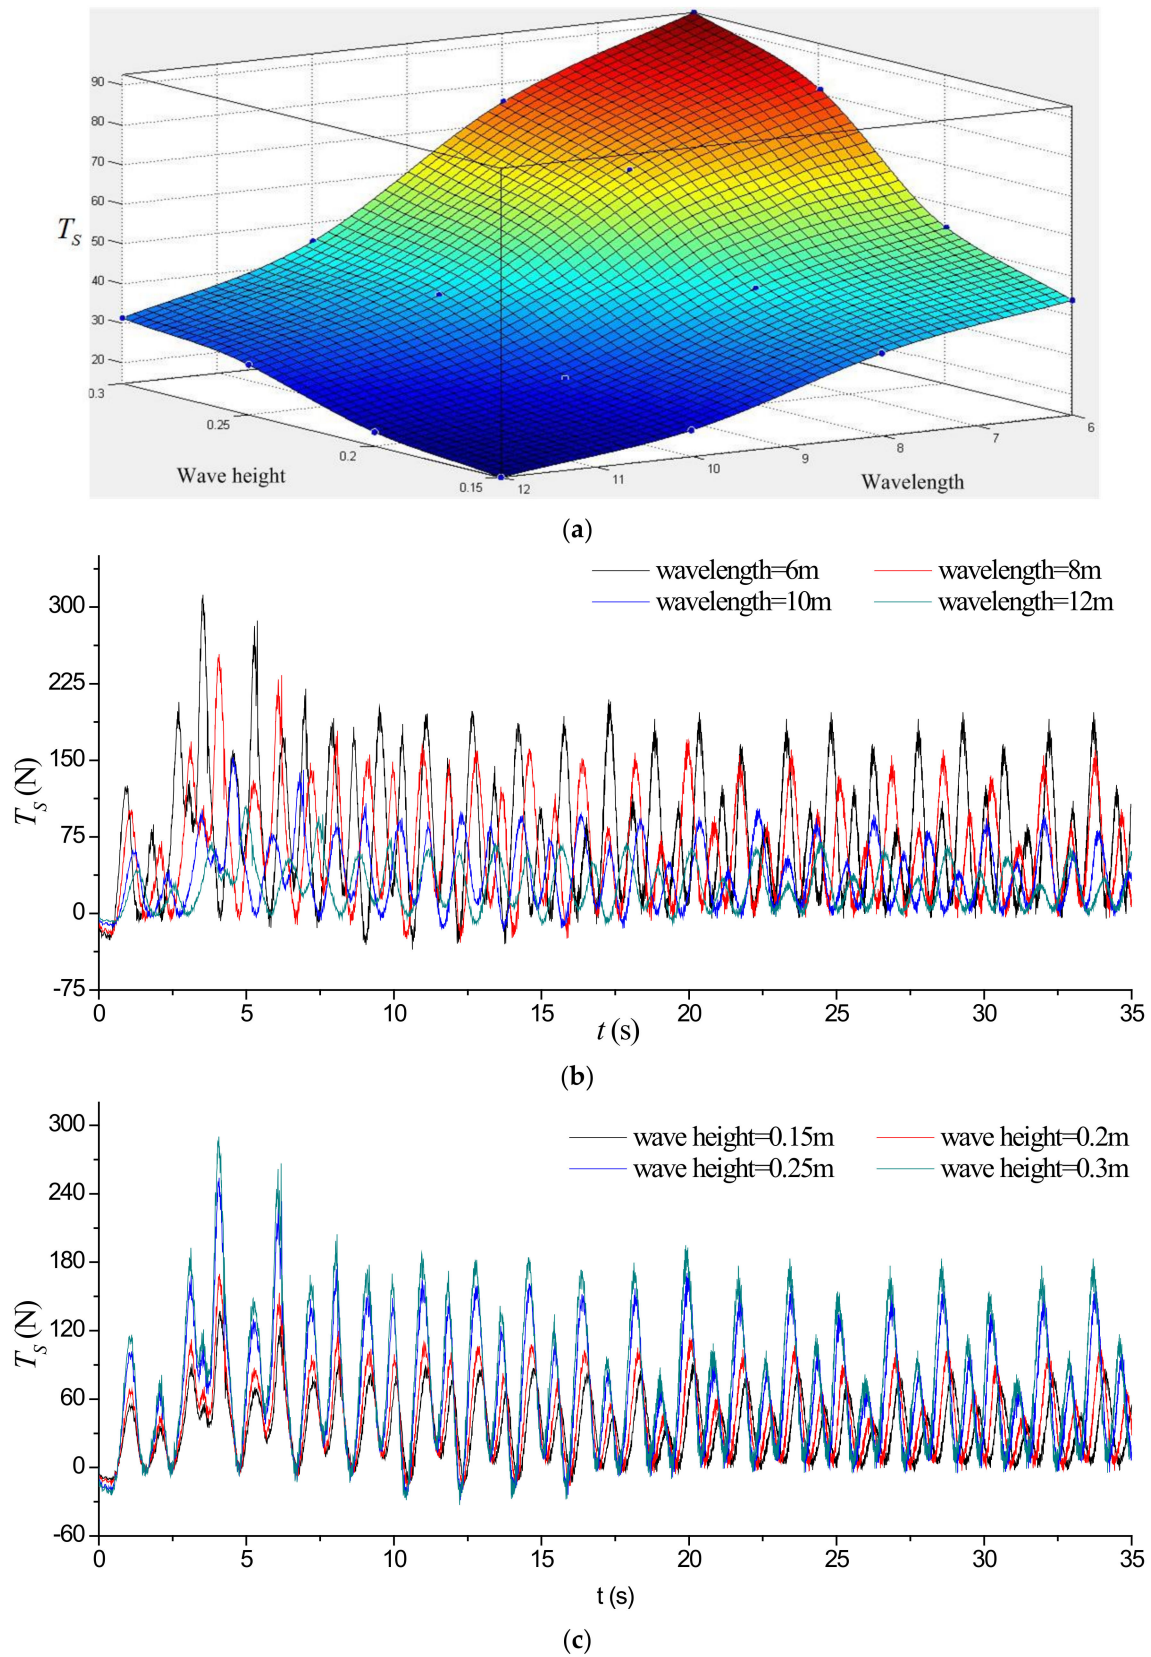 90
80
70
60
T_S 50
40
30
20
0.3
0.25
0.2
0.15
12
11
10
9
8
7
6
Wave height
Wavelength
(a)
wavelength=6m wavelength=8m
wavelength=10m wavelength=12m
300
225
150
75
0
-75
T_S (N)
0 5 10 15 20 25 30 35
t (s)
(b)
wave height=0.15m wave height=0.2m
wave height=0.25m wave height=0.3m
300
240
180
120
60
0
-60
T_S (N)
0 5 10 15 20 25 30 35
t (s)
(c)